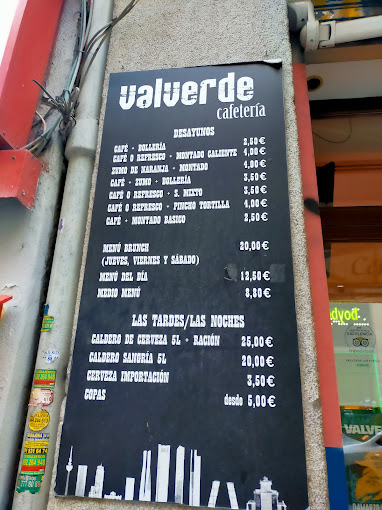 valverde
cafetería
DESAYUNOS
CAFÉ + BOLLERÍA 2,50€
CAFÉ O REFRESCO + MONTADO CALIENTE 4,00€
ZUMO DE NARANJA + MONTADO 4,00€
CAFÉ + ZUMO + BOLLERÍA 3,50€
CAFÉ O REFRESCO + S. MIXTO 3,50€
CAFÉ O REFRESCO + PINCHO TORTILLA 4,00€
CAFÉ + MONTADO BASICO 2,50€
MENÚ BRUNCH 20,00€
(JUEVES, VIERNES Y SÁBADO)
MENÚ DEL DÍA 12,50€
MEDIO MENÚ 8,80€
LAS TARDES/LAS NOCHES
CALDERO DE CERVEZA 5L + RACIÓN 25,00€
CALDERO SANGRÍA 5L 20,00€
CERVEZA IMPORTACIÓN 3,50€
COPAS desde 5,00€
VALVE